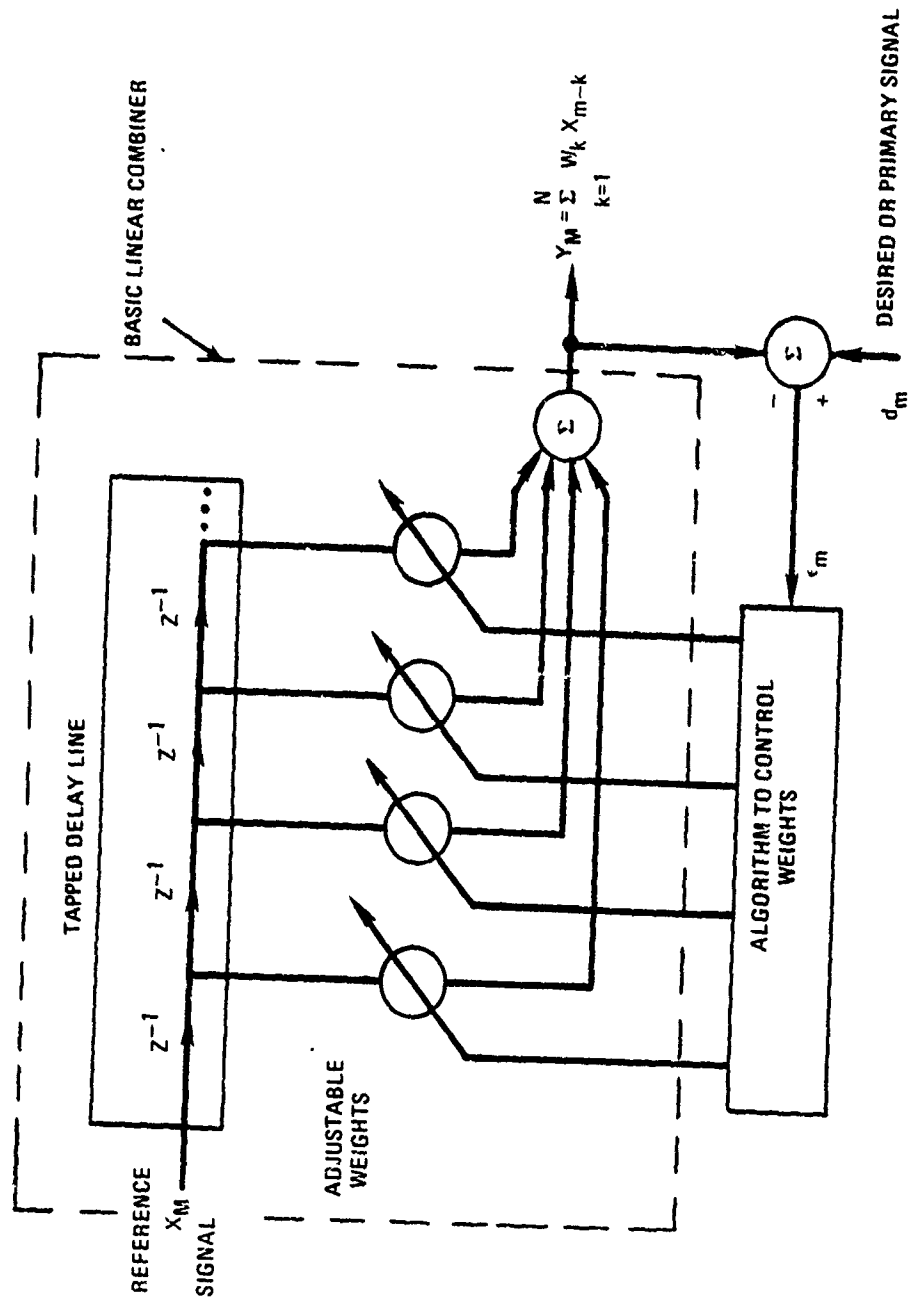 BASIC LINEAR COMBINER
TAPPED DELAY LINE
REFERENCE
X_M
SIGNAL
Z⁻¹
Z⁻¹
Z⁻¹
Z⁻¹
...
ADJUSTABLE
WEIGHTS
Σ
N
Y_M = Σ W_k X_{m-k}
k=1
ALGORITHM TO CONTROL
WEIGHTS
ϵ_m
−
Σ
+
d_m
DESIRED OR PRIMARY SIGNAL